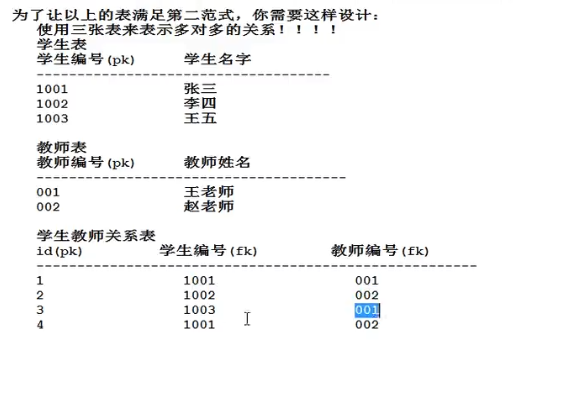 为了让以上的表满足第二范式，你需要这样设计：
使用三张表来表示多对多的关系！！！！
学生表
学生编号(pk) 学生名字
------------------------------------
1001 张三
1002 李四
1003 王五
教师表
教师编号(pk) 教师姓名
--------------------------------------
001 王老师
002 赵老师
学生教师关系表
id(pk) 学生编号(fk) 教师编号(fk)
------------------------------------------------------
1 1001 001
2 1002 002
3 1003 001
4 1001 002